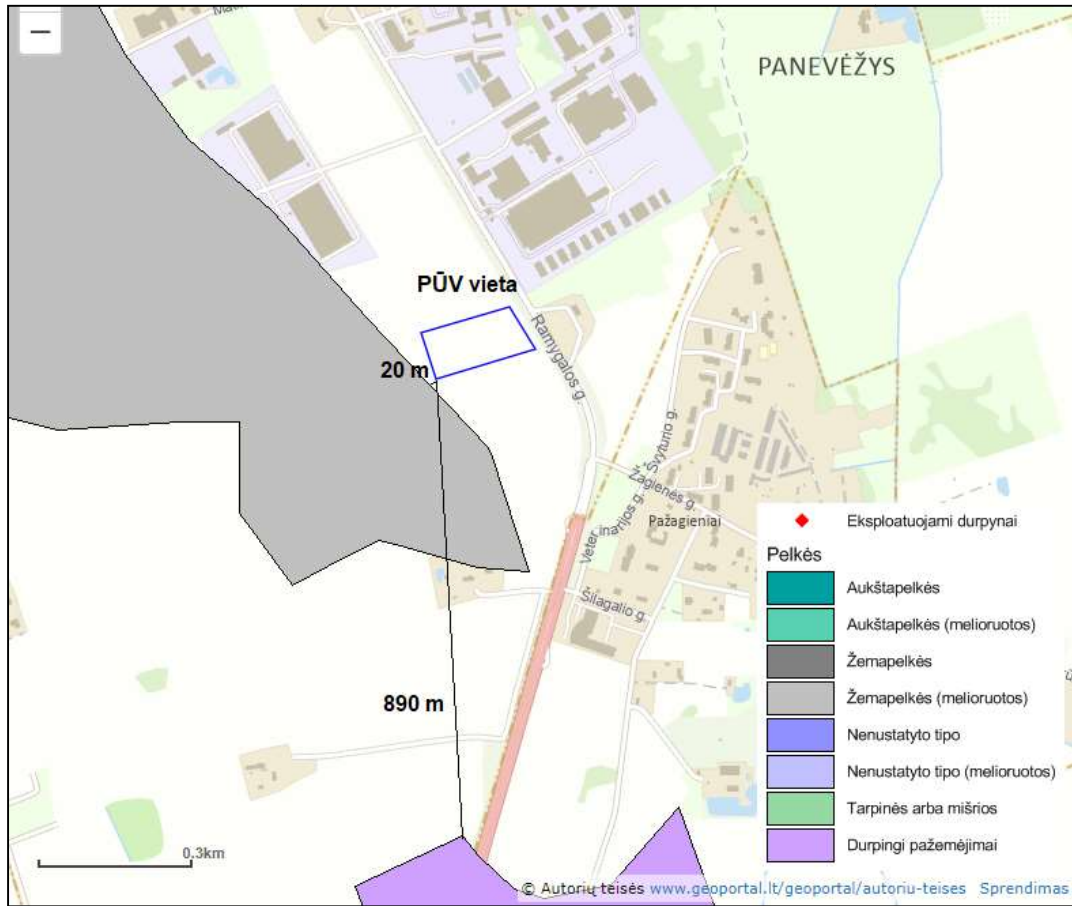 PANEVĖŽYS
PŪV vieta
Ramygalos g.
20 m
Švyturio g.
Žagienės g.
Veterinarijos g.
Pažagieniai
Šilagalio g.
890 m
0.3km
Eksploatuojami durpynai
Pelkės
Aukštapelkės
Aukštapelkės (melioruotos)
Žemapelkės
Žemapelkės (melioruotos)
Nenustatyto tipo
Nenustatyto tipo (melioruotos)
Tarpinės arba mišrios
Durpingi pažemėjimai
© Autorių teisės www.geoportal.lt/geoportal/autoriu-teises Sprendimas